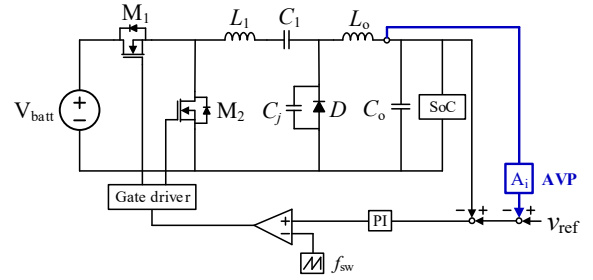 M1
L1
C1
Lo
Vbatt
M2
Cj
D
Co
SoC
Ai
AVP
Gate driver
PI
vref
fsw